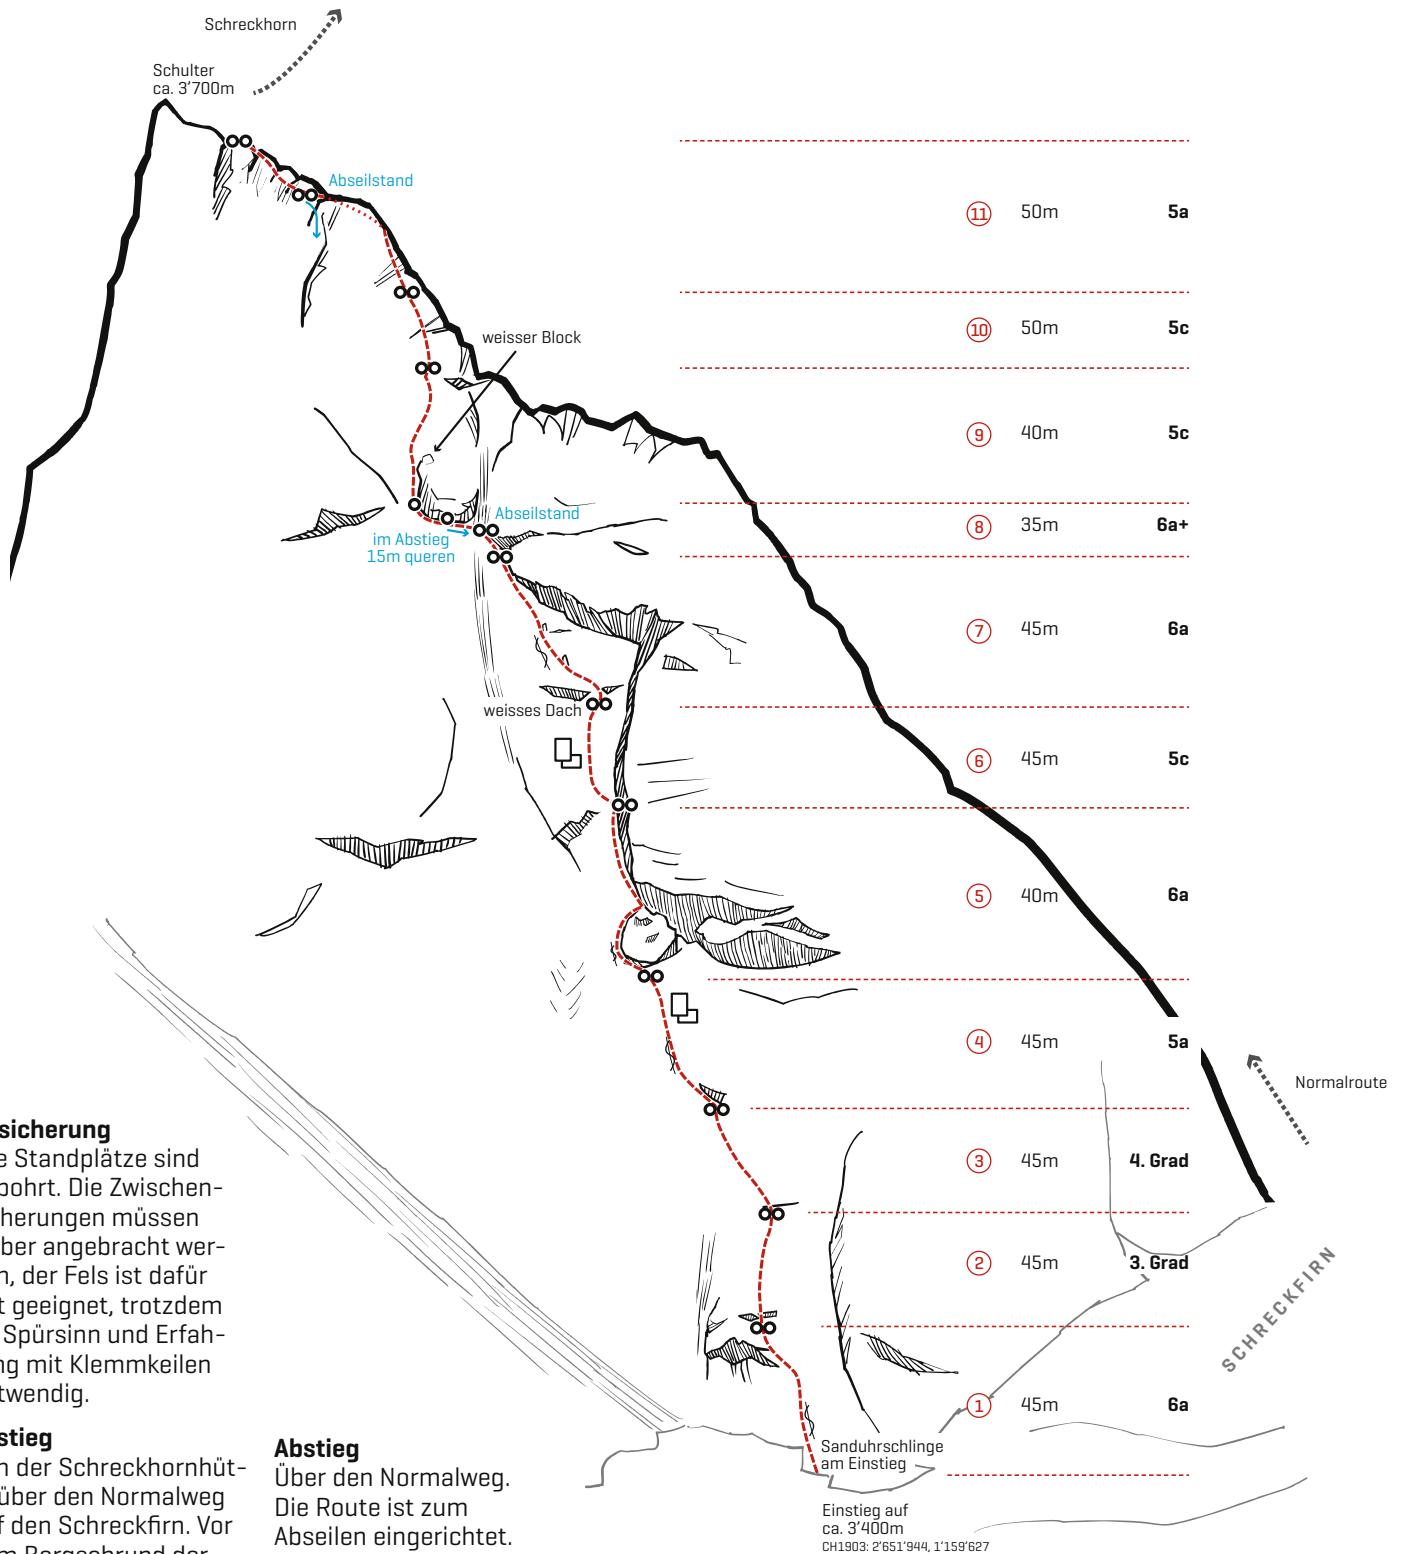 Schreckhorn
Schulter
ca. 3'700m
Abseilstand
weisser Block
Abseilstand
im Abstieg
15m queren
weisses Dach
11 50m 5a
10 50m 5c
9 40m 5c
8 35m 6a+
7 45m 6a
6 45m 5c
5 40m 6a
4 45m 5a
3 45m 4. Grad
2 45m 3. Grad
1 45m 6a
Normalroute
SCHRECKFIRN
Sanduhrschlinge
am Einstieg
Einstieg auf
ca. 3'400m
CH1903: 2'651'944, 1'159'627
sicherung
e Standplätze sind
bohrt. Die Zwischen-
herungen müssen
ber angebracht wer-
n, der Fels ist dafür
t geeignet, trotzdem
Spürsinn und Erfah-
ng mit Klemmkeilen
twendig.
stieg
n der Schreckhornhüt-
über den Normalweg
f den Schreckfirn. Vor
m Bergschrund der
Abstieg
Über den Normalweg.
Die Route ist zum
Abseilen eingerichtet.